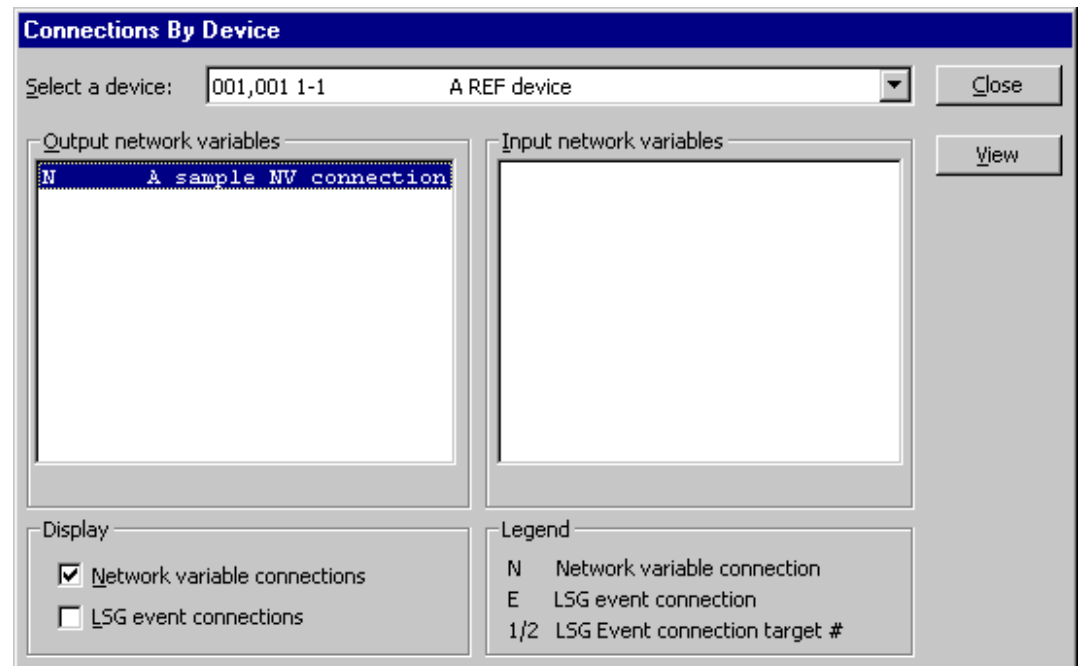 Connections By Device
Select a device: 001,001 1-1 A REF device Close
Output network variables Input network variables View
N A sample NV connection
Display Legend
Network variable connections N Network variable connection
LSG event connections E LSG event connection
1/2 LSG Event connection target #